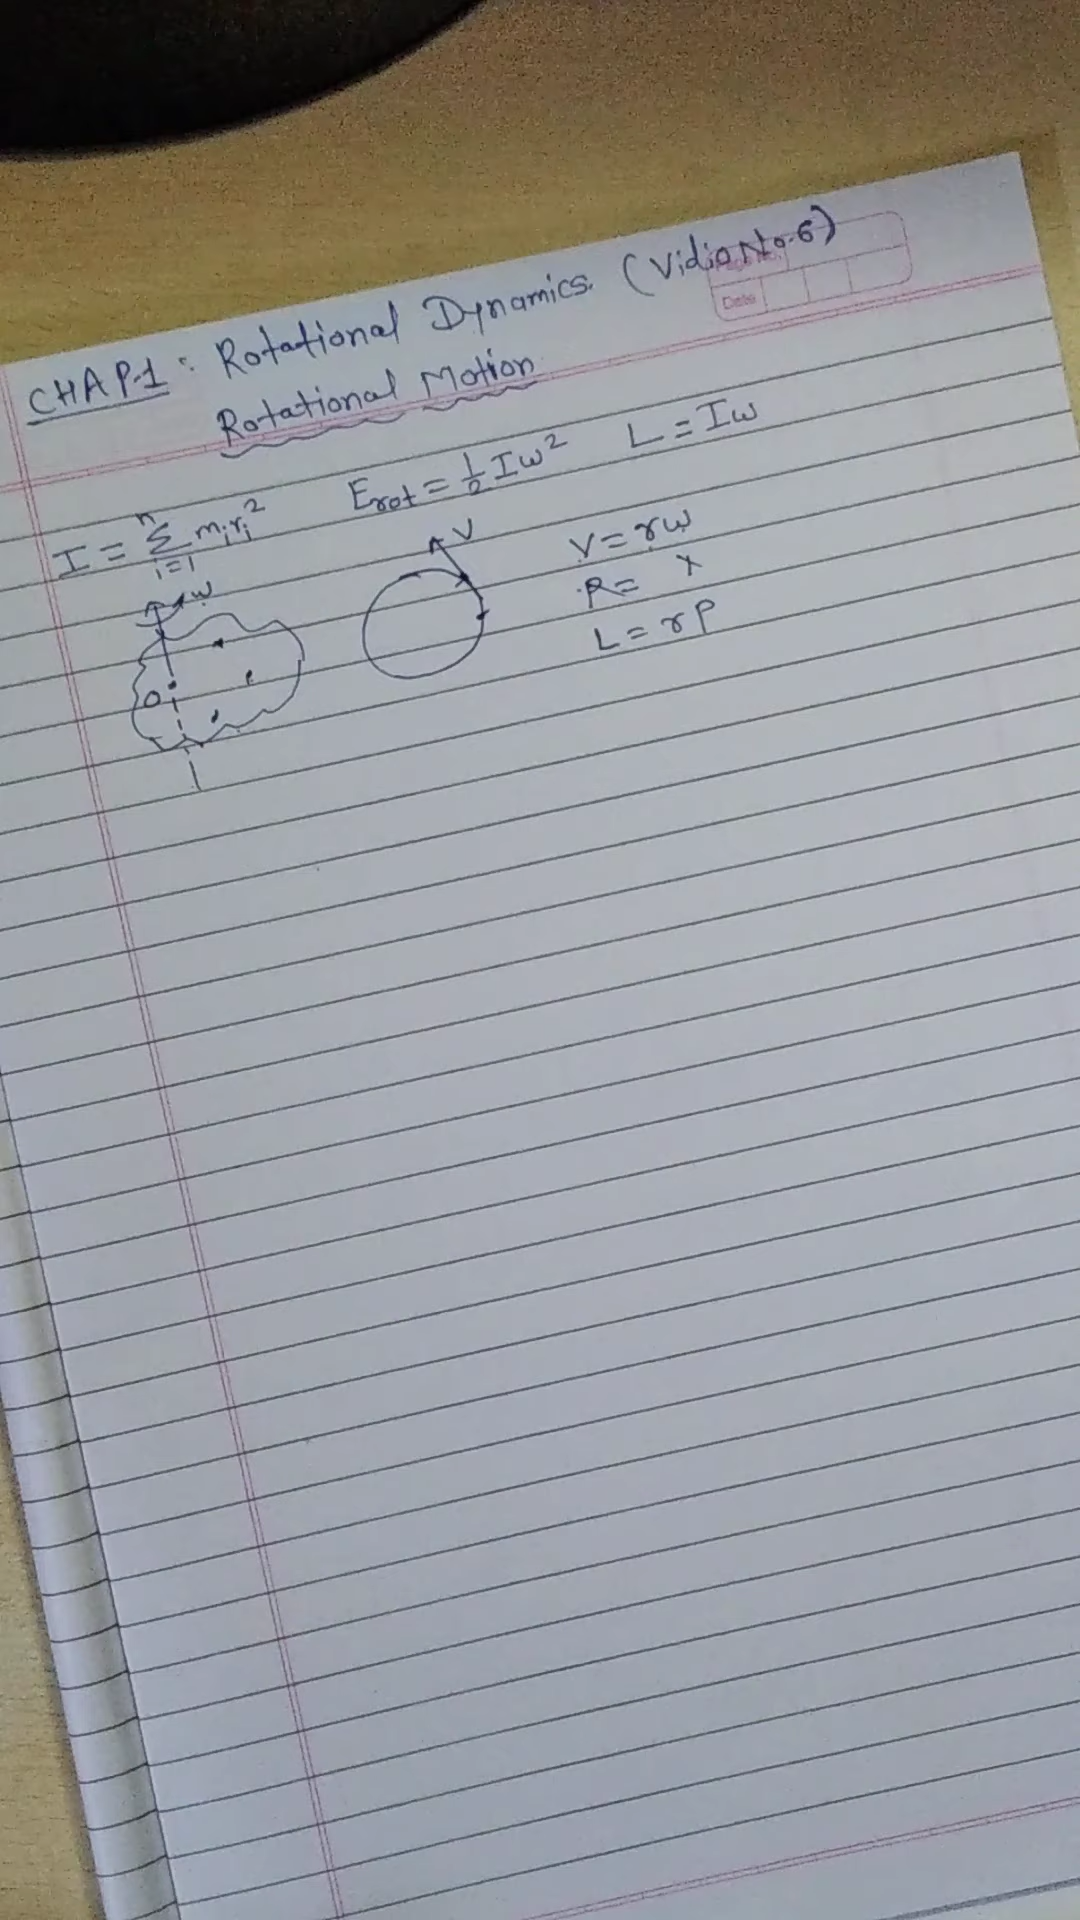 CHAP-1 : Rotational Dynamics. (Vidio No.6)
Date
Rotational Motion
I = n Σ i=1 mᵢrᵢ² Erot = 1/2 Iω² L = Iω
ω
V
V = rω
O
L = rp